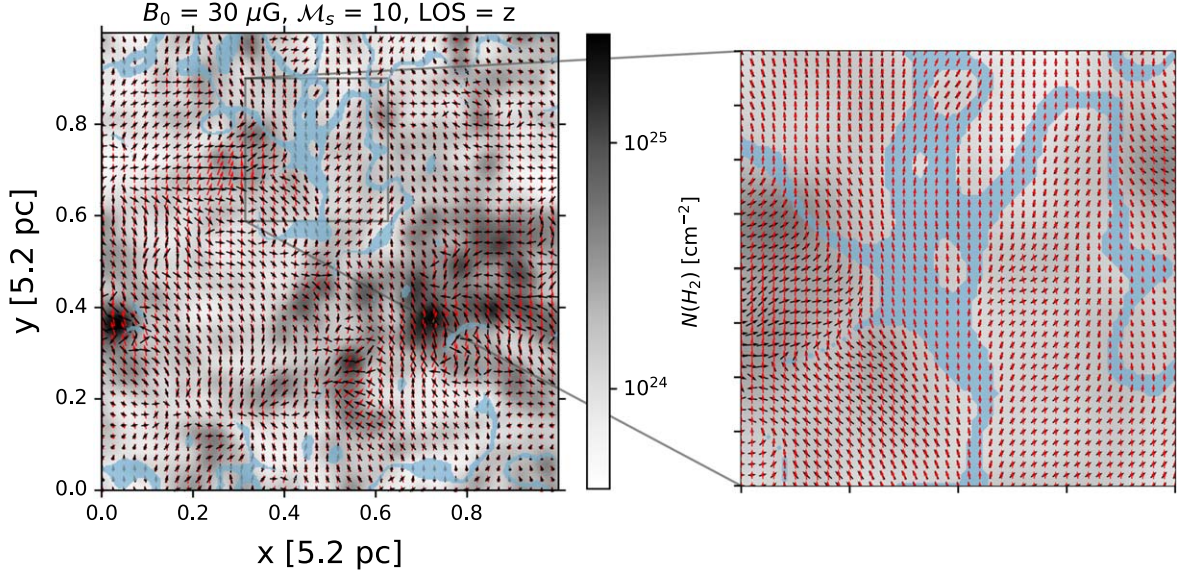 B₀ = 30 μG, ℳₛ = 10, LOS = z
0.8
0.6
0.4
0.2
0.0
0.0 0.2 0.4 0.6 0.8
y [5.2 pc]
x [5.2 pc]
10²⁵
10²⁴
N(H₂) [cm⁻²]